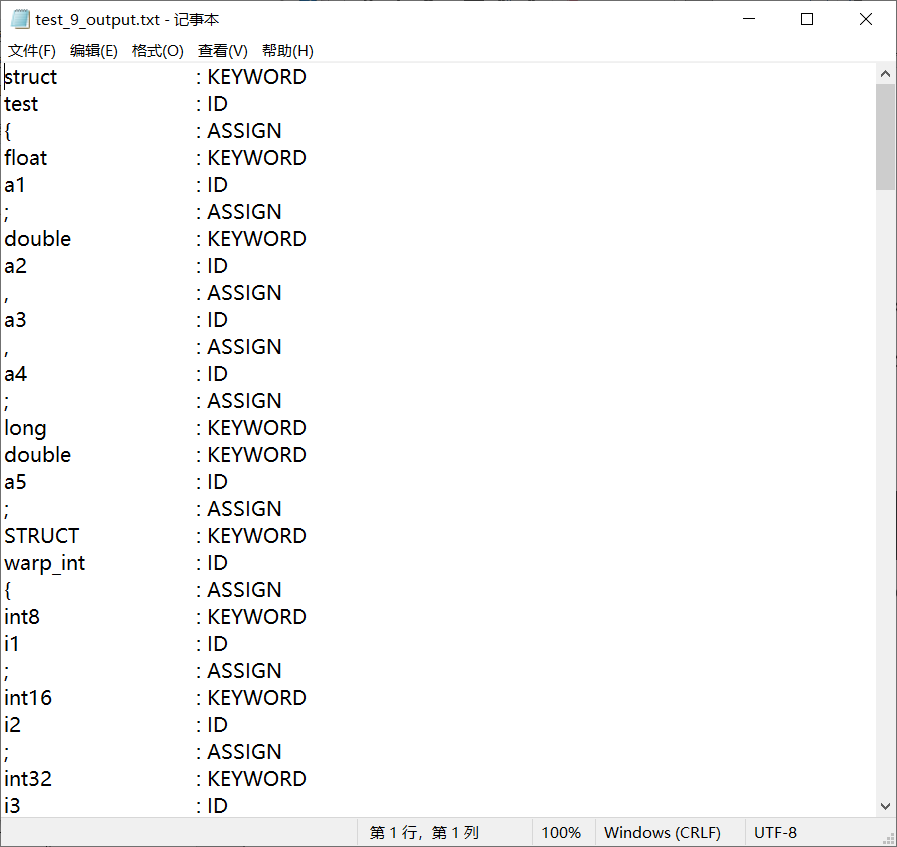 test_9_output.txt - 记事本
文件(F) 编辑(E) 格式(O) 查看(V) 帮助(H)
struct : KEYWORD
test : ID
{ : ASSIGN
float : KEYWORD
a1 : ID
; : ASSIGN
double : KEYWORD
a2 : ID
, : ASSIGN
a3 : ID
, : ASSIGN
a4 : ID
; : ASSIGN
long : KEYWORD
double : KEYWORD
a5 : ID
; : ASSIGN
STRUCT : KEYWORD
warp_int : ID
{ : ASSIGN
int8 : KEYWORD
i1 : ID
; : ASSIGN
int16 : KEYWORD
i2 : ID
; : ASSIGN
int32 : KEYWORD
i3 : ID
第 1 行，第 1 列 100% Windows (CRLF) UTF-8